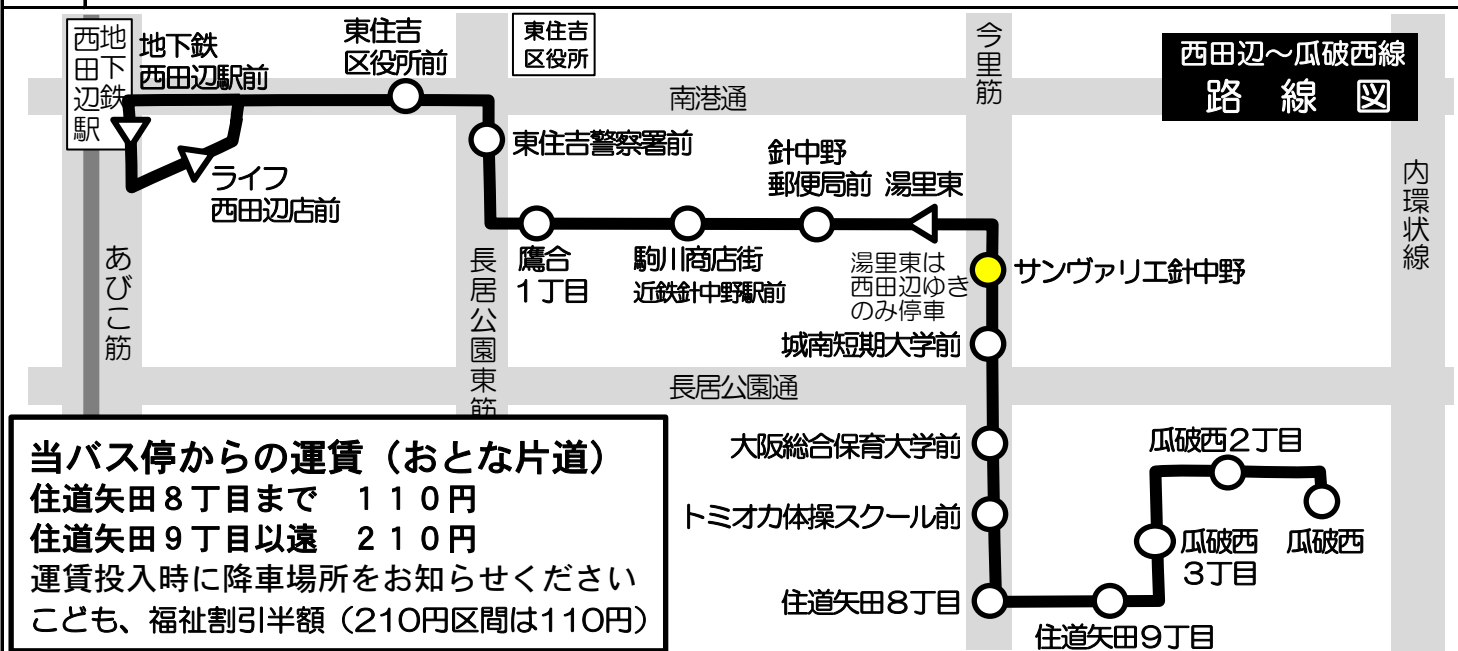 西田辺～瓜破西線
路線図
地下鉄
西田辺駅
地下鉄
西田辺駅前
東住吉
区役所前
東住吉
区役所
今里筋
南港通
内環状線
東住吉警察署前
針中野
郵便局前
湯里東
ライフ
西田辺店前
あびこ筋
長居公園東筋
鷹合
1丁目
駒川商店街
近鉄針中野駅前
湯里東は
西田辺ゆき
のみ停車
サンヴァリエ針中野
城南短期大学前
長居公園通
大阪総合保育大学前
トミオカ体操スクール前
住道矢田8丁目
住道矢田9丁目
瓜破西2丁目
瓜破西
3丁目
瓜破西
当バス停からの運賃（おとな片道）
住道矢田８丁目まで　１１０円
住道矢田９丁目以遠　２１０円
運賃投入時に降車場所をお知らせください
こども、福祉割引半額（210円区間は110円）